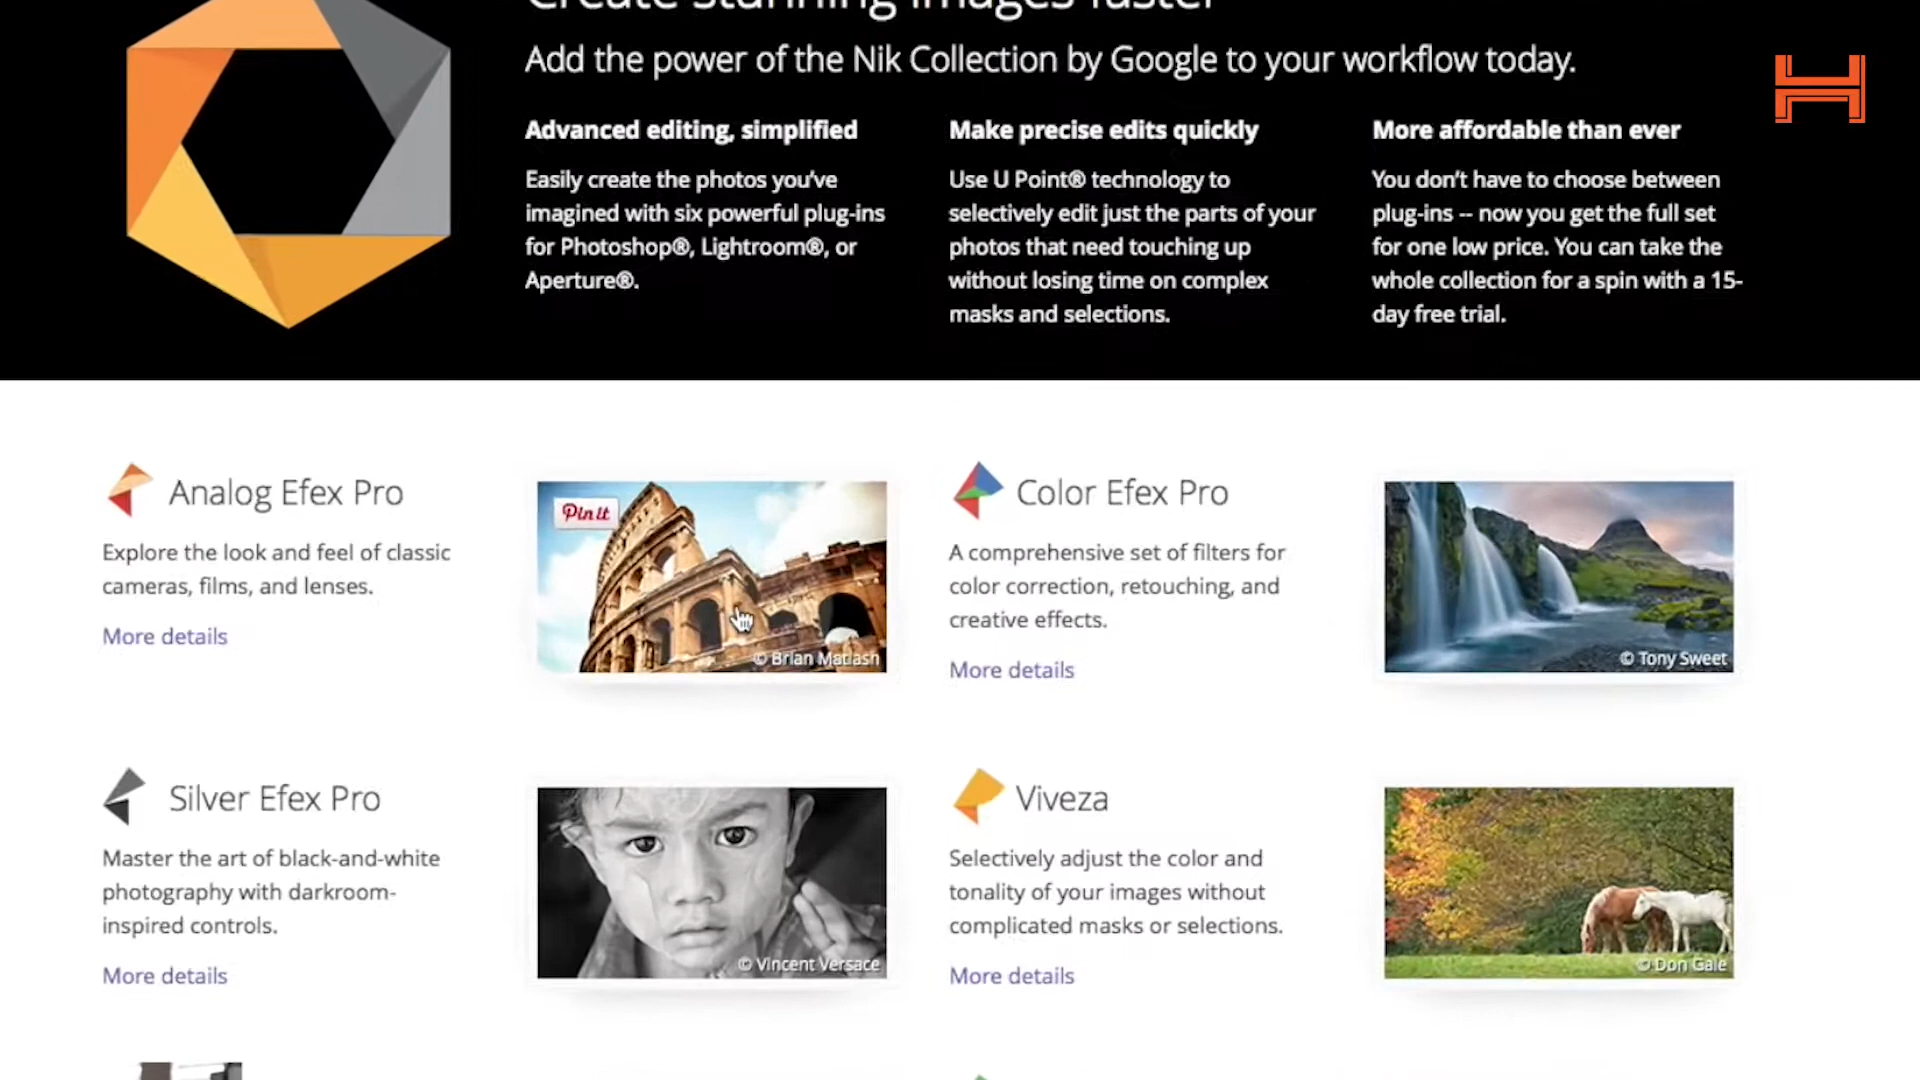 Create stunning images faster
Add the power of the Nik Collection by Google to your workflow today.
Advanced editing, simplified
Easily create the photos you've
imagined with six powerful plug-ins
for Photoshop®, Lightroom®, or
Aperture®.
Make precise edits quickly
Use U Point® technology to
selectively edit just the parts of your
photos that need touching up
without losing time on complex
masks and selections.
More affordable than ever
You don't have to choose between
plug-ins -- now you get the full set
for one low price. You can take the
whole collection for a spin with a 15-
day free trial.
Analog Efex Pro
Explore the look and feel of classic
cameras, films, and lenses.
More details
Pin it
© Brian Matiash
Color Efex Pro
A comprehensive set of filters for
color correction, retouching, and
creative effects.
More details
© Tony Sweet
Silver Efex Pro
Master the art of black-and-white
photography with darkroom-
inspired controls.
More details
© Vincent Versace
Viveza
Selectively adjust the color and
tonality of your images without
complicated masks or selections.
More details
© Don Gale